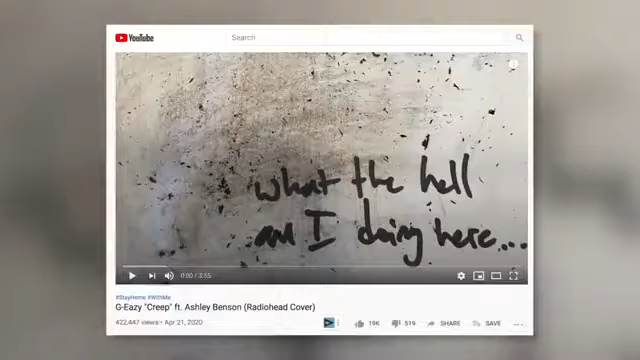 YouTube
Search
what the hell
am I doing here...
0:00 / 3:55
#StayHome #WithMe
G-Eazy "Creep" ft. Ashley Benson (Radiohead Cover)
422,447 views • Apr 21, 2020
19K 519 SHARE SAVE